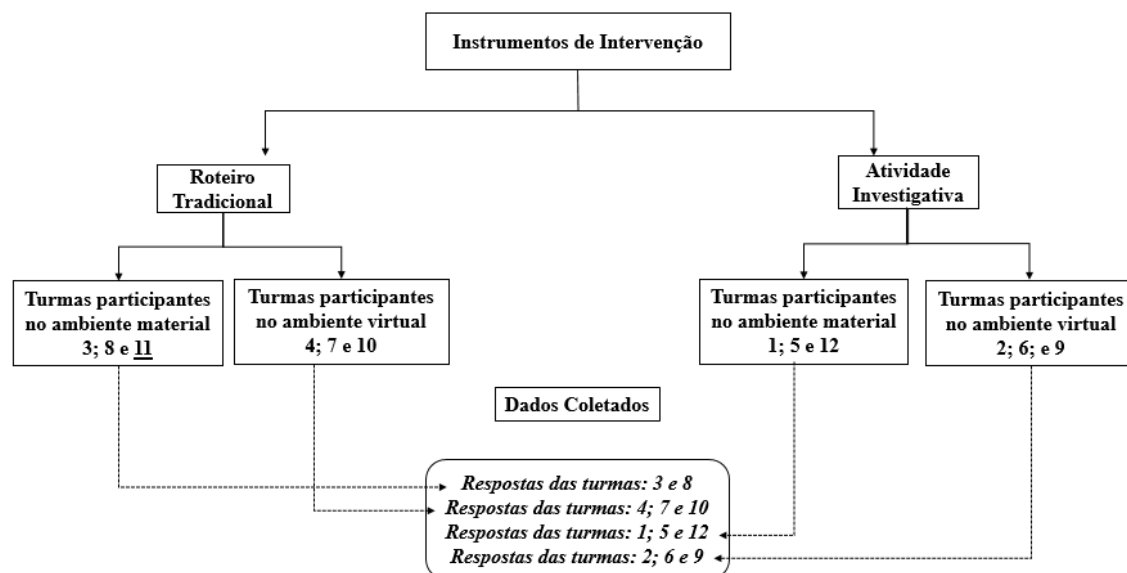 Instrumentos de Intervenção
Roteiro
Tradicional
Atividade
Investigativa
Turmas participantes
no ambiente material
3; 8 e 11
Turmas participantes
no ambiente virtual
4; 7 e 10
Turmas participantes
no ambiente material
1; 5 e 12
Turmas participantes
no ambiente virtual
2; 6; e 9
Dados Coletados
Respostas das turmas: 3 e 8
Respostas das turmas: 4; 7 e 10
Respostas das turmas: 1; 5 e 12
Respostas das turmas: 2; 6 e 9